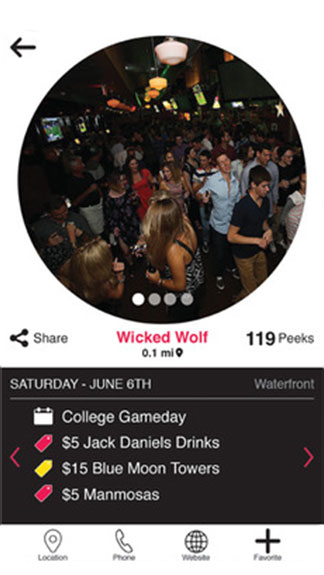 Share
Wicked Wolf
119 Peeks
0.1 mi
SATURDAY - JUNE 6TH
Waterfront
College Gameday
$5 Jack Daniels Drinks
$15 Blue Moon Towers
$5 Manmosas
Location
Phone
Website
Favorite